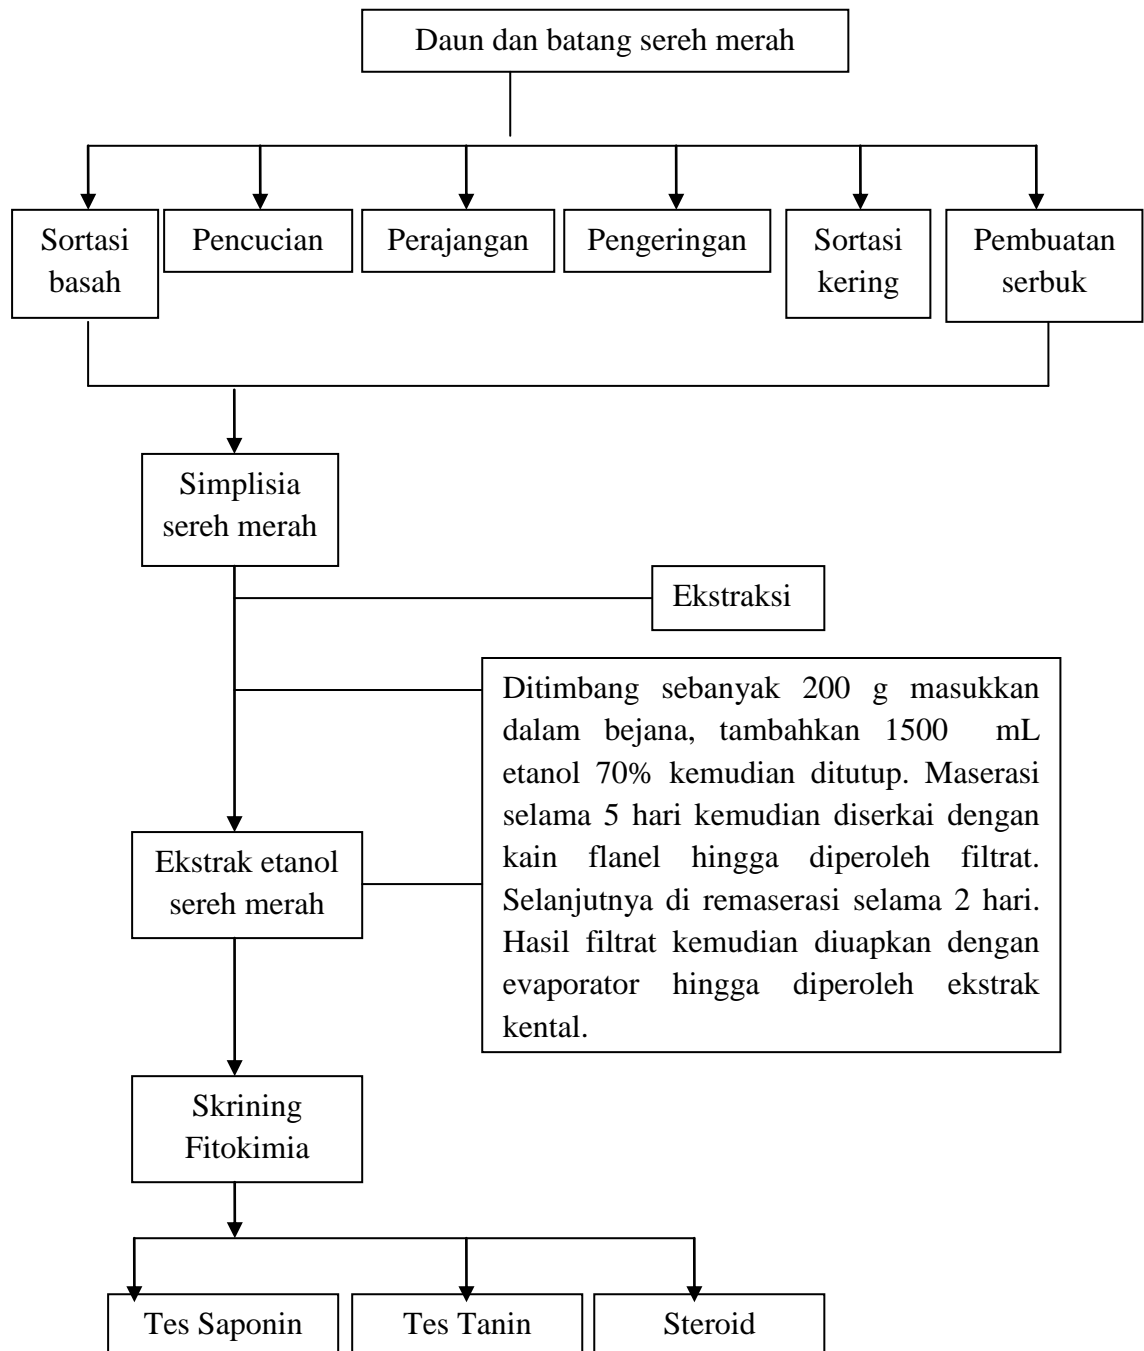 Daun dan batang sereh merah
Sortasi
basah
Pencucian
Perajangan
Pengeringan
Sortasi
kering
Pembuatan
serbuk
Simplisia
sereh merah
Ekstraksi
Ditimbang sebanyak 200 g masukkan
dalam bejana, tambahkan 1500 mL
etanol 70% kemudian ditutup. Maserasi
selama 5 hari kemudian diserkai dengan
kain flanel hingga diperoleh filtrat.
Selanjutnya di remaserasi selama 2 hari.
Hasil filtrat kemudian diuapkan dengan
evaporator hingga diperoleh ekstrak
kental.
Ekstrak etanol
sereh merah
Skrining
Fitokimia
Tes Saponin
Tes Tanin
Steroid